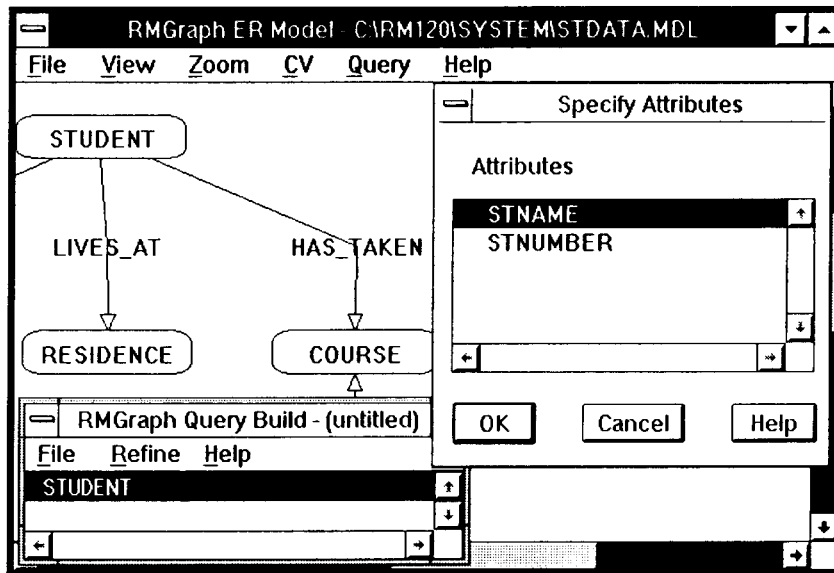 RMGraph ER Model - C:\RM120\SYSTEM\STDATA.MDL
File View Zoom CV Query Help
Specify Attributes
STUDENT
Attributes
STNAME
STNUMBER
LIVES_AT HAS_TAKEN
RESIDENCE COURSE
OK Cancel Help
RMGraph Query Build - (untitled)
File Refine Help
STUDENT